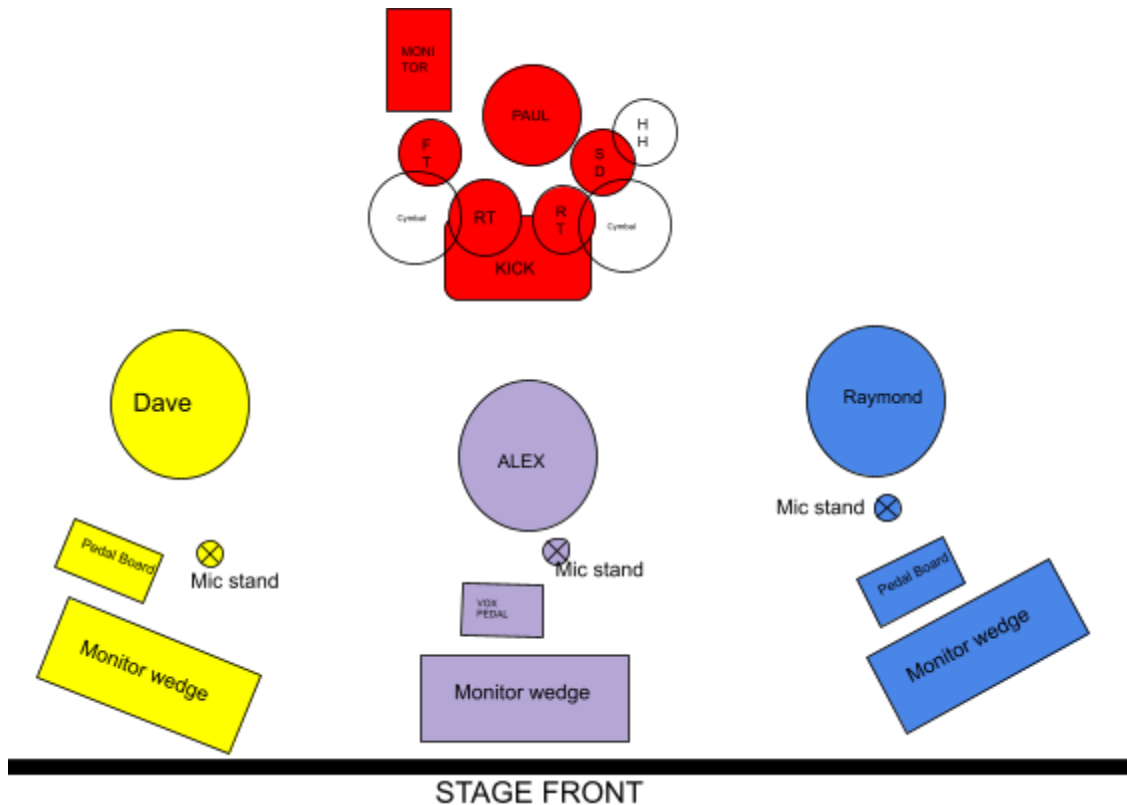 MONI
TOR
PAUL
H
H
F
T
S
D
Cymbal
RT
R
T
Cymbal
KICK
Dave
ALEX
Raymond
Mic stand
Pedal Board
Mic stand
Mic stand
Pedal Board
VOX
PEDAL
Monitor wedge
Monitor wedge
Monitor wedge
STAGE FRONT